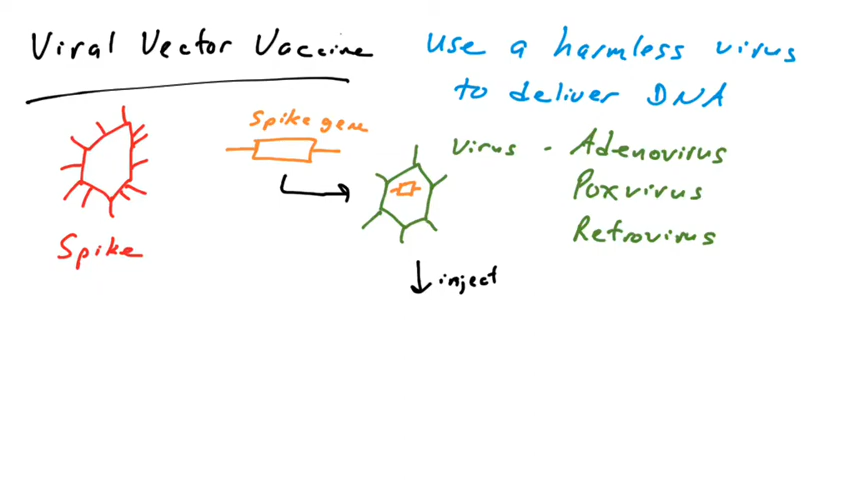 Viral Vector Vaccine
use a harmless virus
to deliver DNA
Spike gene
virus - Adenovirus
Poxvirus
Retrovirus
Spike
inject